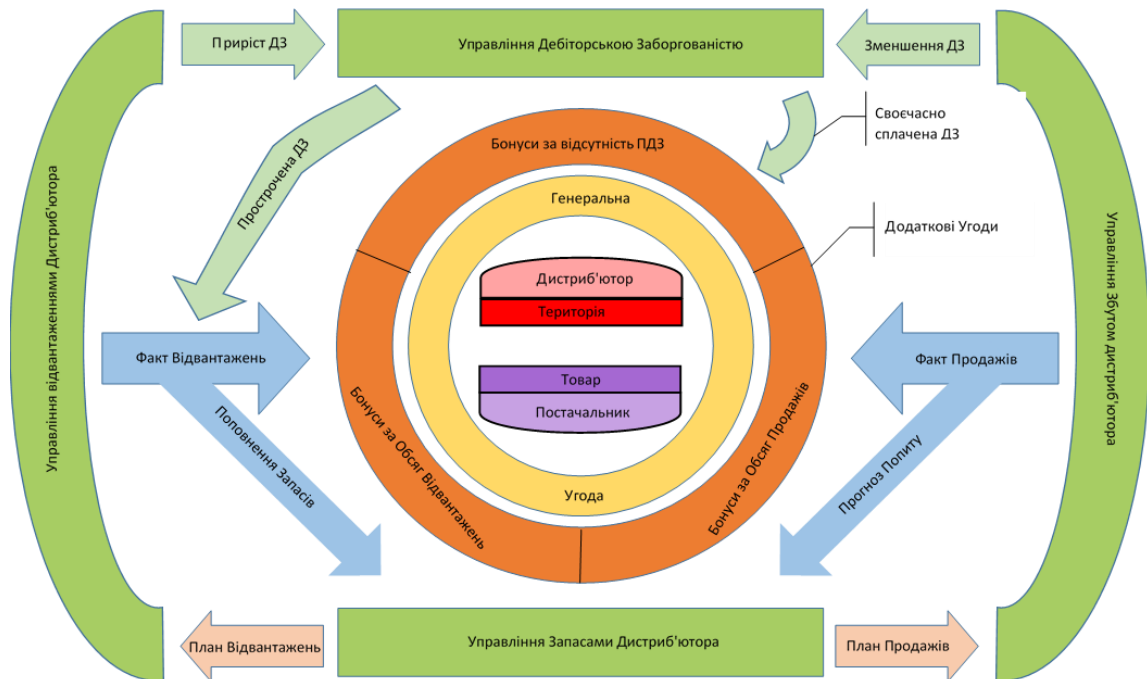 Приріст ДЗ
Управління Дебіторською Заборгованістю
Зменшення ДЗ
Своєчасно
сплачена ДЗ
Бонуси за відсутність ПДЗ
Прострочена ДЗ
Генеральна
Додаткові Угоди
Управління відвантаженнями Дистриб'ютора
Управління Збутом дистриб'ютора
Дистриб'ютор
Територія
Факт Відвантажень
Факт Продажів
Товар
Постачальник
Бонуси за Обсяг Відвантажень
Бонуси за Обсяг Продажів
Поповнення Запасів
Прогноз Попиту
Угода
План Відвантажень
Управління Запасами Дистриб'ютора
План Продажів